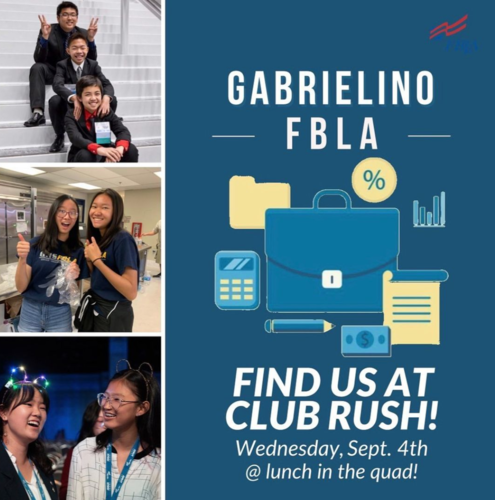 GABRIELINO
FBLA
%
$
FIND US AT
CLUB RUSH!
Wednesday, Sept. 4th
@ lunch in the quad!